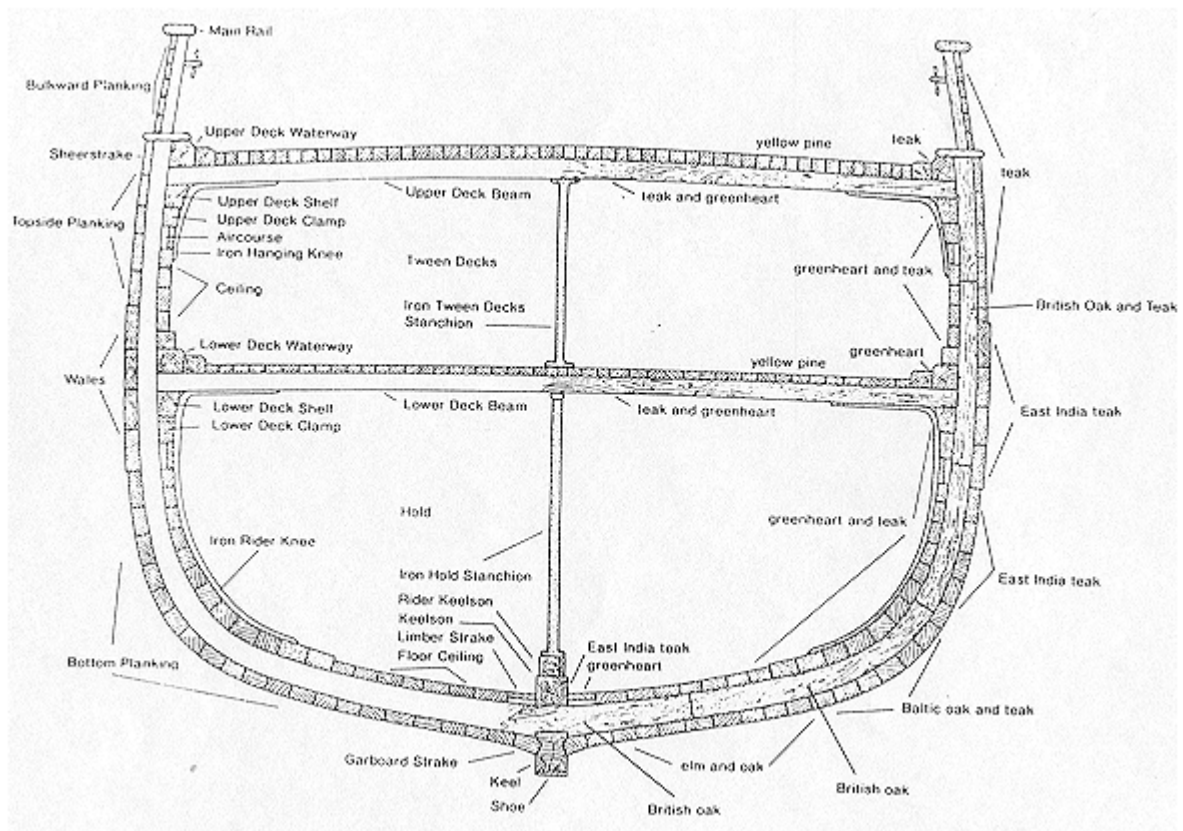 Main Rail
Bulkward Planking
Upper Deck Waterway
yellow pine
leak
Sheerstrake
teak
Upper Deck Beam
leak and greenheart
Upper Deck Shelf
Topside Planking
Upper Deck Clamp
Aircourse
Iron Hanging Knee
Tween Decks
greenheart and teak
Ceiling
Iron Tween Decks
Stanchion
British Oak and Teak
Lower Deck Waterway
greenheart
yellow pine
Wales
Lower Deck Shelf
Lower Deck Beam
leak and greenheart
East India teak
Lower Deck Clamp
Hold
greenheart and leak
Iron Rider Knee
Iron Hold Stanchion
East India teak
Rider Keelson
Keelson
Limber Strake
East India teak
Floor Ceiling
greenheart
Bottom Planking
Baltic oak and teak
Garboard Strake
elm and oak
Keel
British oak
Shoe
British oak